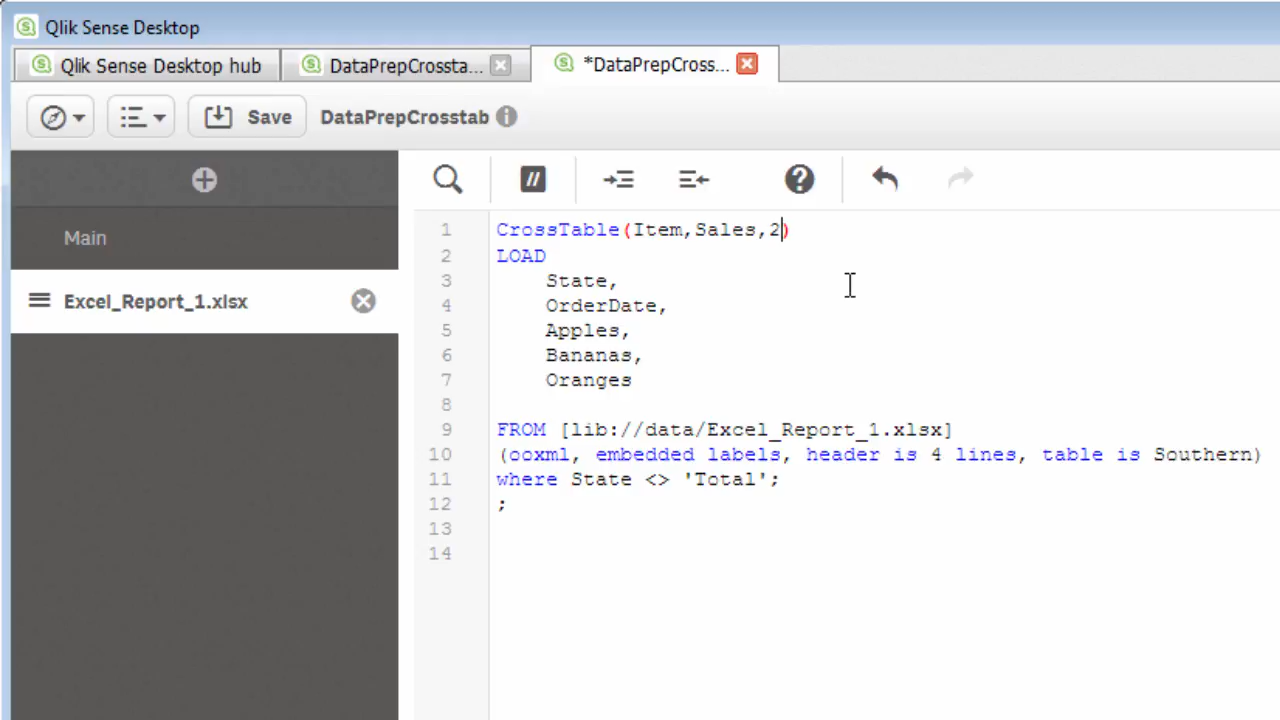 Qlik Sense Desktop
Qlik Sense Desktop hub
DataPrepCrossta...
*DataPrepCross...
Save
DataPrepCrosstab
Main
Excel_Report_1.xlsx
1 CrossTable(Item,Sales,2)
2 LOAD
3 State,
4 OrderDate,
5 Apples,
6 Bananas,
7 Oranges
8
9 FROM [lib://data/Excel_Report_1.xlsx]
10 (ooxml, embedded labels, header is 4 lines, table is Southern)
11 where State <> 'Total';
12 ;
13
14